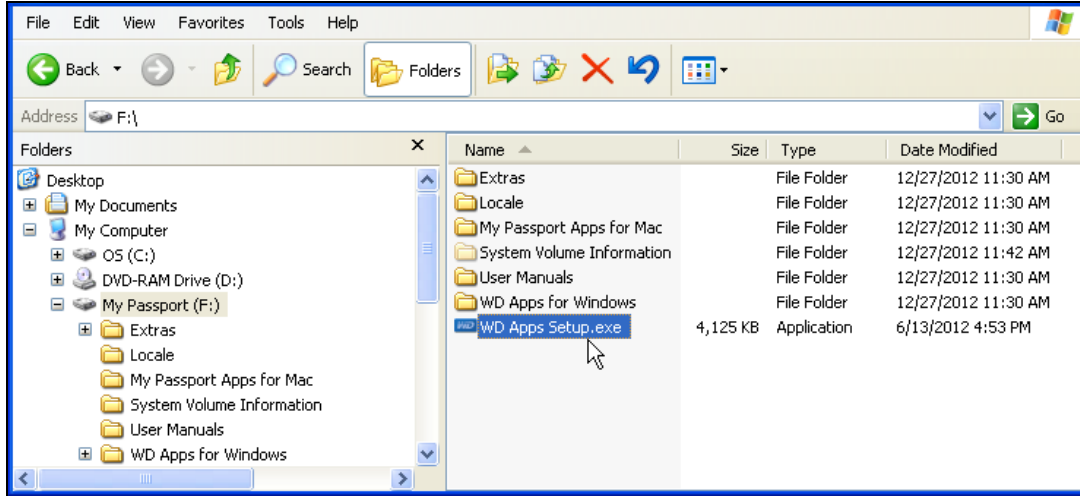 File Edit View Favorites Tools Help
Back Search Folders
Address F:\ Go
Folders X
Desktop
My Documents
My Computer
OS (C:)
DVD-RAM Drive (D:)
My Passport (F:)
Extras
Locale
My Passport Apps for Mac
System Volume Information
User Manuals
WD Apps for Windows
Name Size Type Date Modified
Extras File Folder 12/27/2012 11:30 AM
Locale File Folder 12/27/2012 11:30 AM
My Passport Apps for Mac File Folder 12/27/2012 11:30 AM
System Volume Information File Folder 12/27/2012 11:42 AM
User Manuals File Folder 12/27/2012 11:30 AM
WD Apps for Windows File Folder 12/27/2012 11:30 AM
WD WD Apps Setup.exe 4,125 KB Application 6/13/2012 4:53 PM